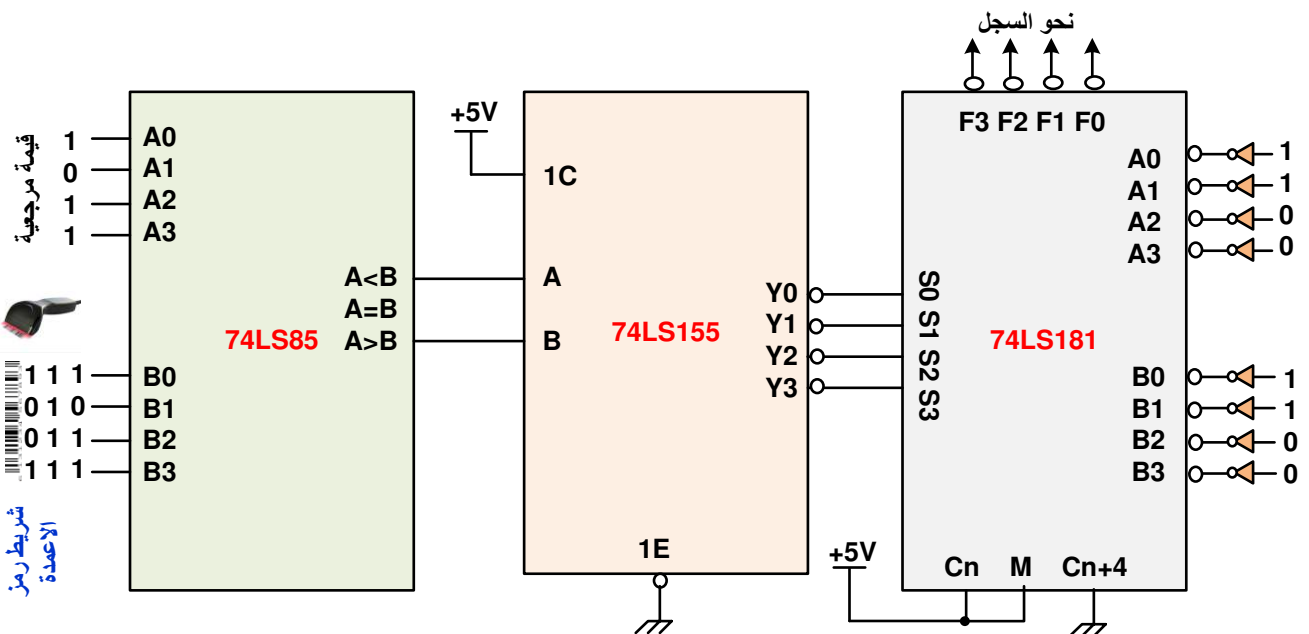 نحو السجل
قيمة مرجعية
1 A0
0 A1
1 A2
1 A3
A<B
A=B
74LS85 A>B
1 1 1 B0
0 1 0 B1
0 1 1 B2
1 1 1 B3
شريط رمز
الاعمدة
+5V
1C
A
B
74LS155
Y0
Y1
Y2
Y3
1E
F3 F2 F1 F0
A0 1
A1 1
A2 0
A3 0
S0 S1 S2 S3
74LS181
B0 1
B1 1
B2 0
B3 0
+5V
Cn M Cn+4